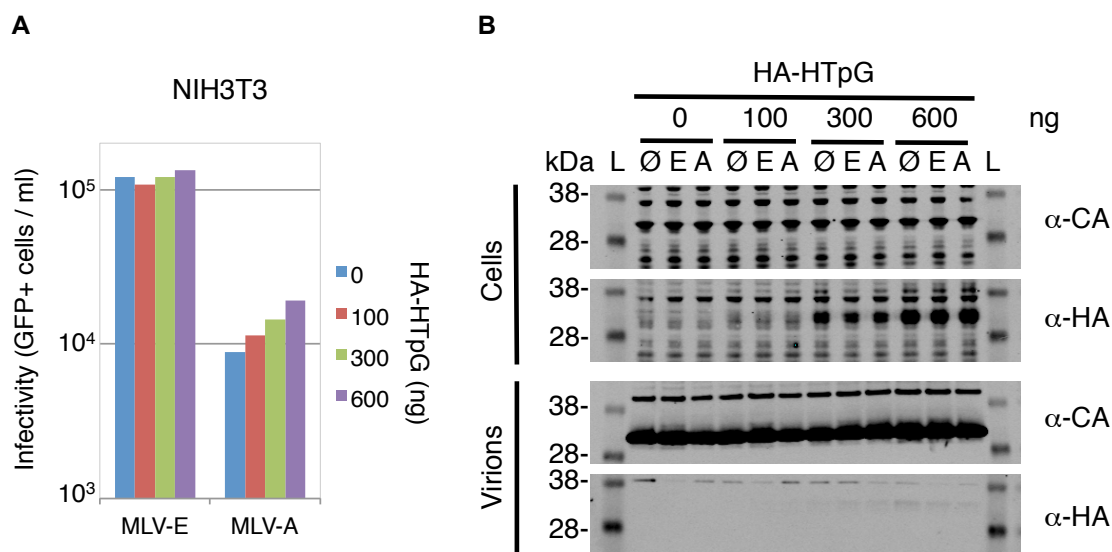 A
NIH3T3
Infectivity (GFP+ cells / ml)
10⁵
10⁴
10³
MLV-E MLV-A
0
100
300
600
HA-HTpG (ng)
B
HA-HTpG
0 100 300 600 ng
kDa L Ø E A Ø E A Ø E A Ø E A L
Cells
38-
28-
α-CA
38-
28-
α-HA
Virions
38-
28-
α-CA
38-
28-
α-HA